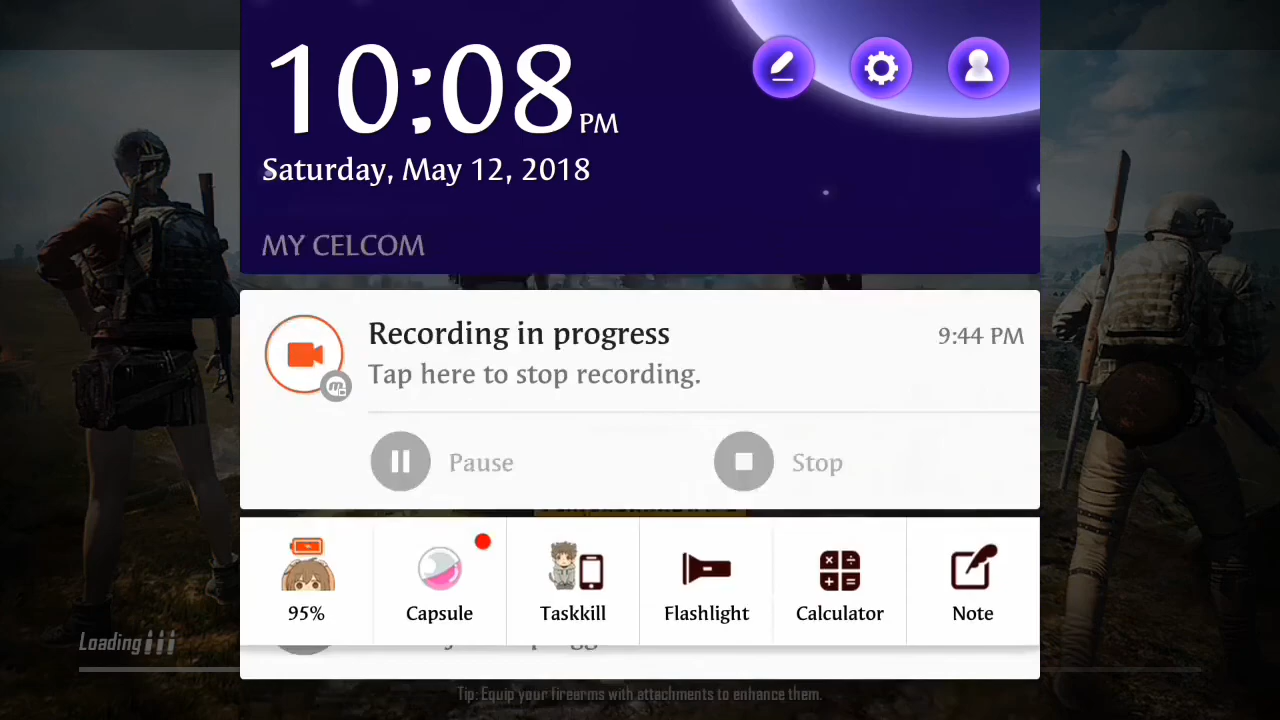 10:08 PM
Saturday, May 12, 2018
MY CELCOM
Recording in progress 9:44 PM
Tap here to stop recording.
Pause Stop
95% Capsule Taskkill Flashlight Calculator Note
Loading
Tip: Equip your firearms with attachments to enhance them.